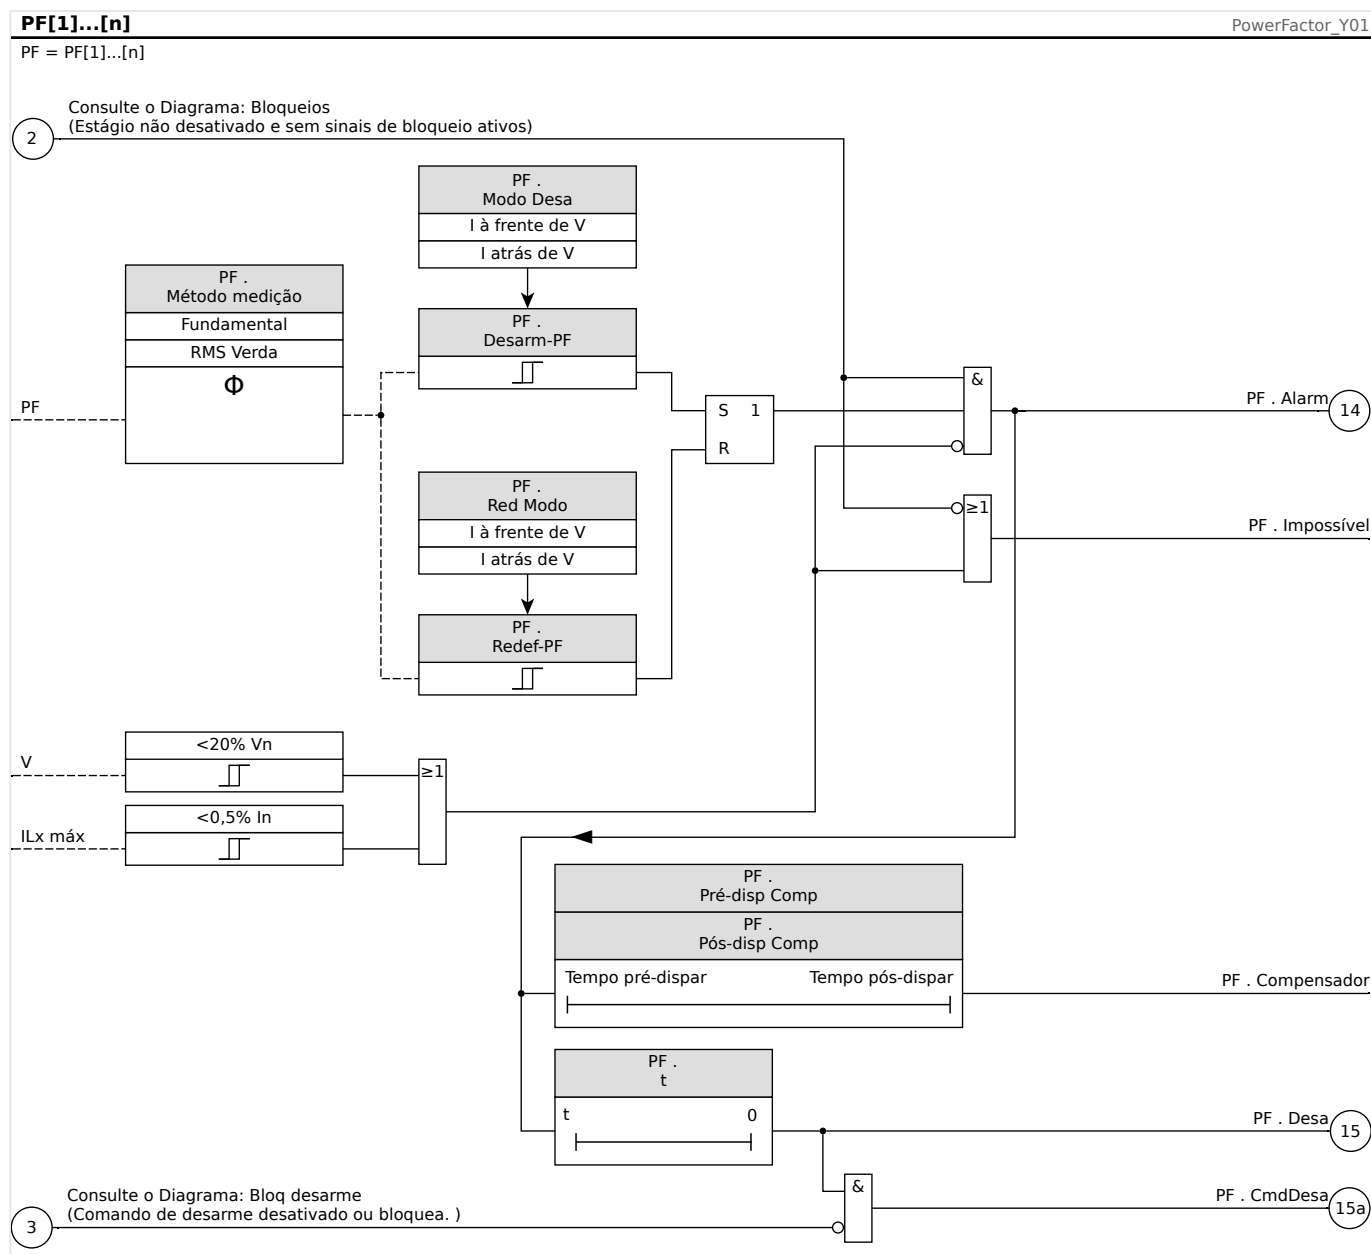 PF[1]...[n]
PowerFactor_Y01
PF = PF[1]...[n]
Consulte o Diagrama: Bloqueios
(Estágio não desativado e sem sinais de bloqueio ativos)
2
PF .
Modo Desa
I à frente de V
I atrás de V
PF .
Método medição
Fundamental
RMS Verda
Φ
PF
PF .
Desarm-PF
S 1
R
&
PF . Alarm
14
PF .
Red Modo
I à frente de V
I atrás de V
≥1
PF . Impossível
PF .
Redef-PF
V
<20% Vn
≥1
ILx máx
<0,5% In
PF .
Pré-disp Comp
PF .
Pós-disp Comp
Tempo pré-dispar Tempo pós-dispar
PF . Compensador
PF .
t
t 0
PF . Desa
15
Consulte o Diagrama: Bloq desarme
(Comando de desarme desativado ou bloquea. )
3
&
PF . CmdDesa
15a